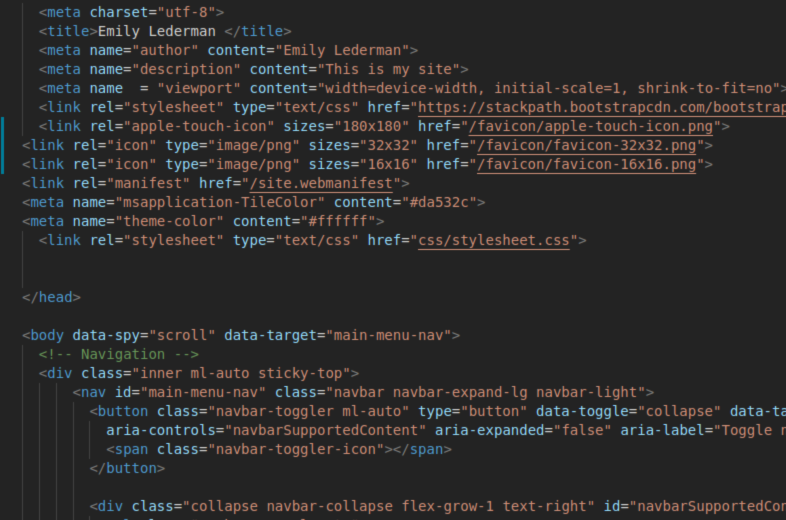 <meta charset="utf-8">
<title>Emily Lederman </title>
<meta name="author" content="Emily Lederman">
<meta name="description" content="This is my site">
<meta name  = "viewport" content="width=device-width, initial-scale=1, shrink-to-fit=no">
<link rel="stylesheet" type="text/css" href="https://stackpath.bootstrapcdn.com/bootstrap
<link rel="apple-touch-icon" sizes="180x180" href="/favicon/apple-touch-icon.png">
<link rel="icon" type="image/png" sizes="32x32" href="/favicon/favicon-32x32.png">
<link rel="icon" type="image/png" sizes="16x16" href="/favicon/favicon-16x16.png">
<link rel="manifest" href="/site.webmanifest">
<meta name="msapplication-TileColor" content="#da532c">
<meta name="theme-color" content="#ffffff">
<link rel="stylesheet" type="text/css" href="css/stylesheet.css">
</head>
<body data-spy="scroll" data-target="main-menu-nav">
<!-- Navigation -->
<div class="inner ml-auto sticky-top">
<nav id="main-menu-nav" class="navbar navbar-expand-lg navbar-light">
<button class="navbar-toggler ml-auto" type="button" data-toggle="collapse" data-ta
aria-controls="navbarSupportedContent" aria-expanded="false" aria-label="Toggle n
<span class="navbar-toggler-icon"></span>
</button>
<div class="collapse navbar-collapse flex-grow-1 text-right" id="navbarSupportedCon